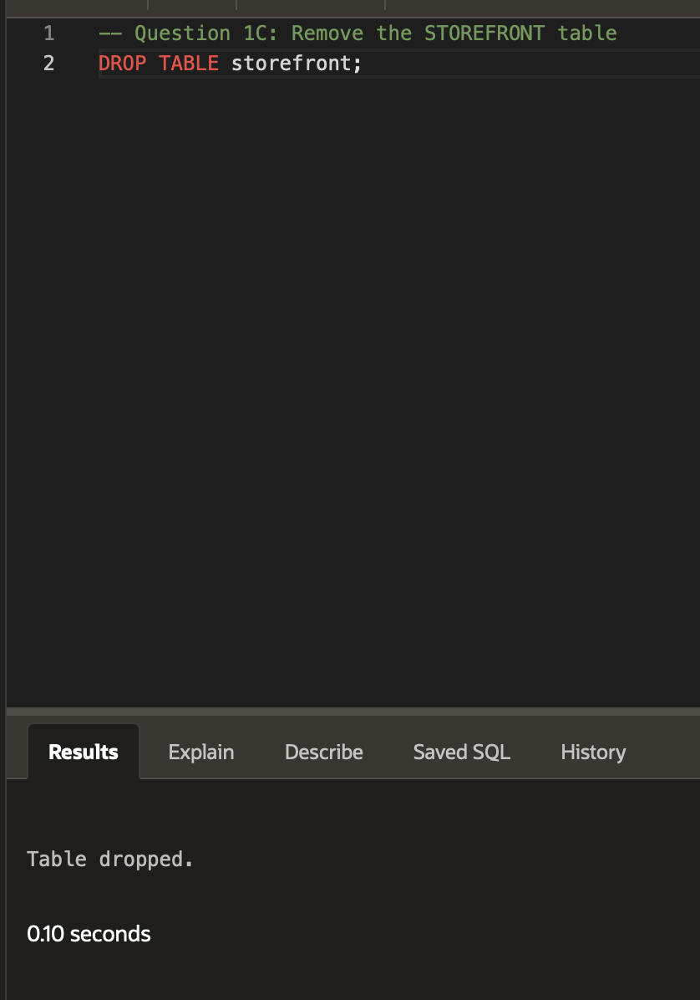 1 -- Question 1C: Remove the STOREFRONT table
2 DROP TABLE storefront;
Results Explain Describe Saved SQL History
Table dropped.
0.10 seconds